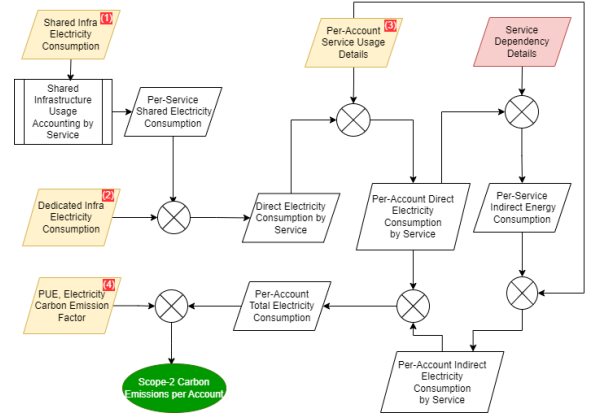 Shared Infra
Electricity
Consumption
(1)
Per-Account
Service Usage
Details
(3)
Service
Dependency
Details
Shared
Infrastructure
Usage
Accounting by
Service
Per-Service
Shared Electricity
Consumption
Dedicated Infra
Electricity
Consumption
(2)
Direct Electricity
Consumption by
Service
Per-Account Direct
Electricity
Consumption
by Service
Per-Service
Indirect Energy
Consumption
PUE, Electricity
Carbon Emission
Factor
(4)
Per-Account
Total Electricity
Consumption
Per-Account Indirect
Electricity
Consumption
by Service
Scope-2 Carbon
Emissions per Account